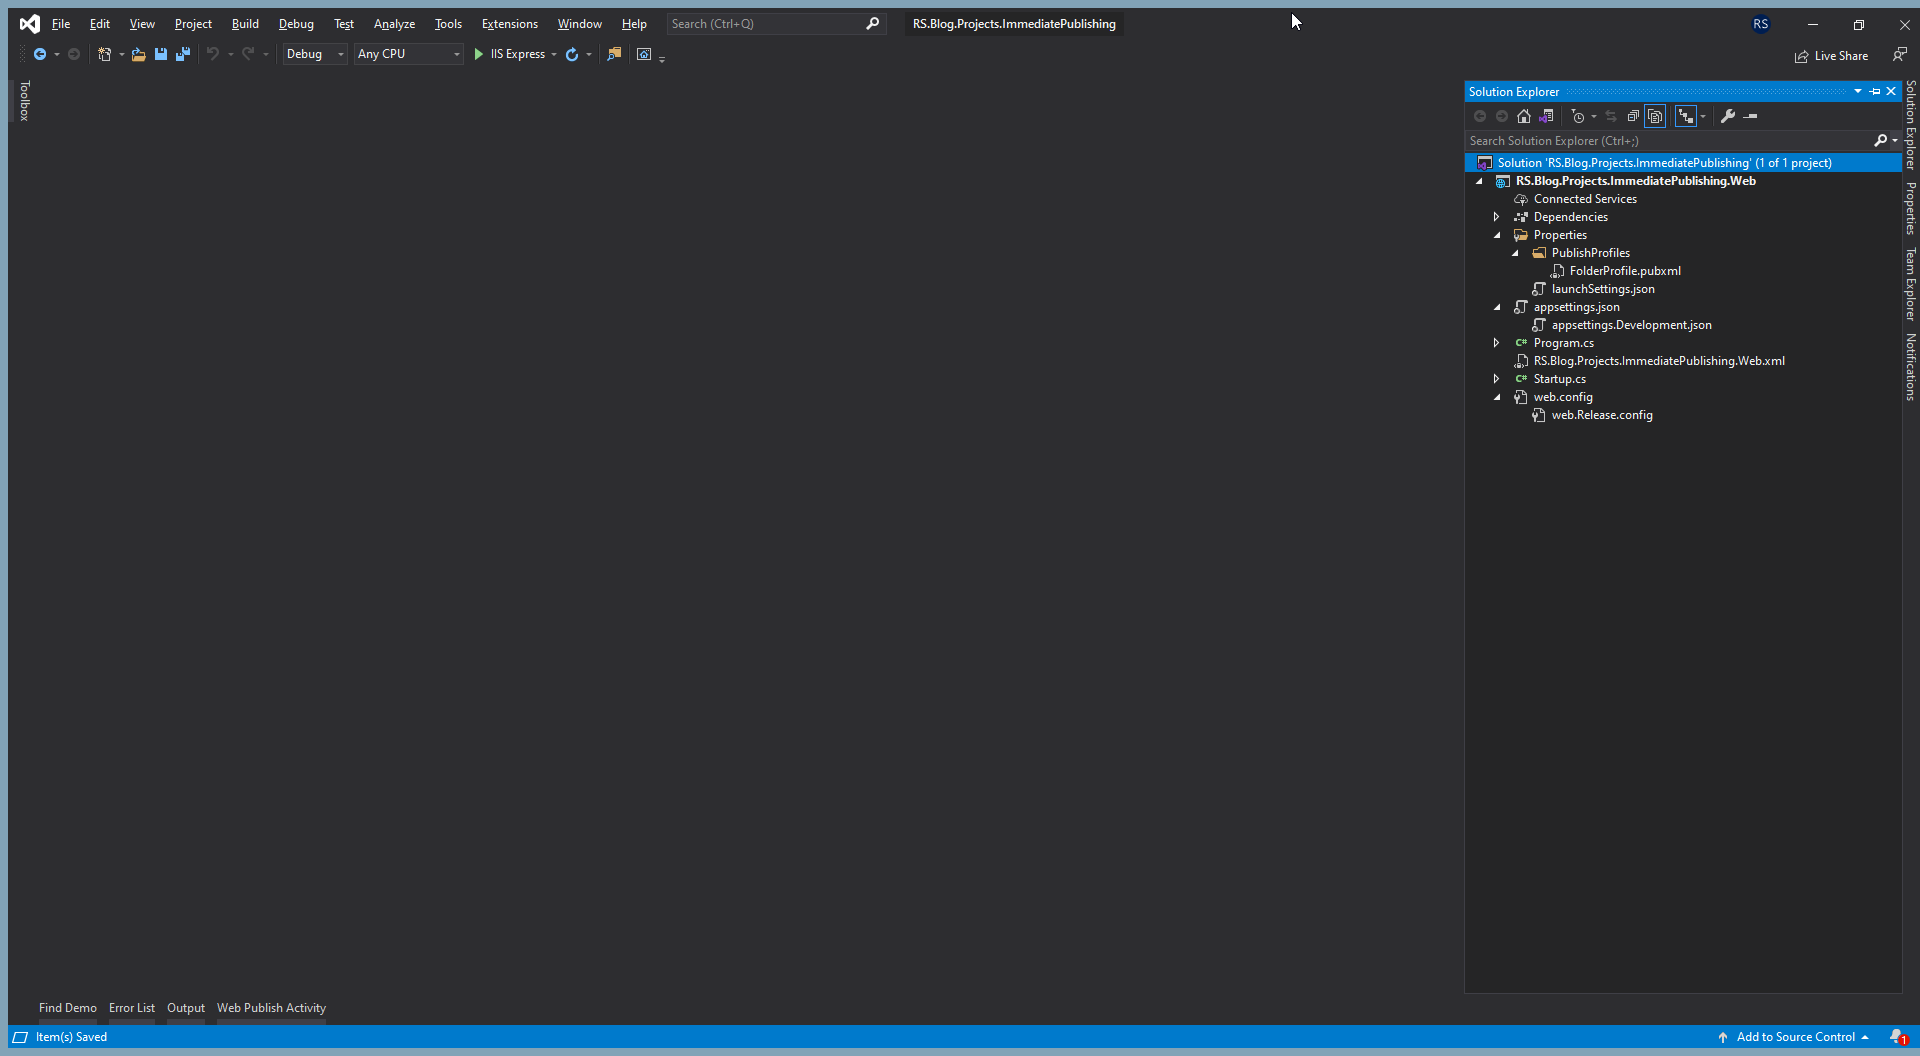 File Edit View Project Build Debug Test Analyze Tools Extensions Window Help Search (Ctrl+Q) RS.Blog.Projects.ImmediatePublishing RS
Debug Any CPU IIS Express Live Share
Toolbox
Solution Explorer
Search Solution Explorer (Ctrl+;)
Solution 'RS.Blog.Projects.ImmediatePublishing' (1 of 1 project)
RS.Blog.Projects.ImmediatePublishing.Web
Connected Services
Dependencies
Properties
PublishProfiles
FolderProfile.pubxml
launchSettings.json
appsettings.json
appsettings.Development.json
C# Program.cs
RS.Blog.Projects.ImmediatePublishing.Web.xml
C# Startup.cs
web.config
web.Release.config
Solution Explorer
Properties
Team Explorer
Notifications
Find Demo Error List Output Web Publish Activity
Item(s) Saved Add to Source Control 1